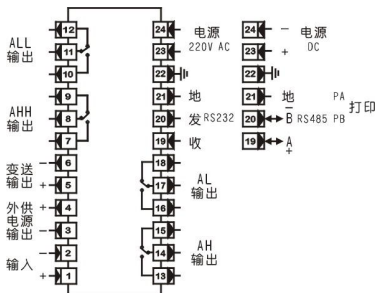 ALL
输出
12
11
10
AHH
输出
9
8
7
变送
输出
−
+
6
5
外供
电源
输出
+
−
4
3
输入
−
+
2
1
24
23
22
电源
220V AC
21
20
19
地
发 RS232
收
18
17
16
AL
输出
15
14
13
AH
输出
24
23
22
−
+
电源
DC
21
20
19
地
B̅ RS485
A
+
PA
PB
打印